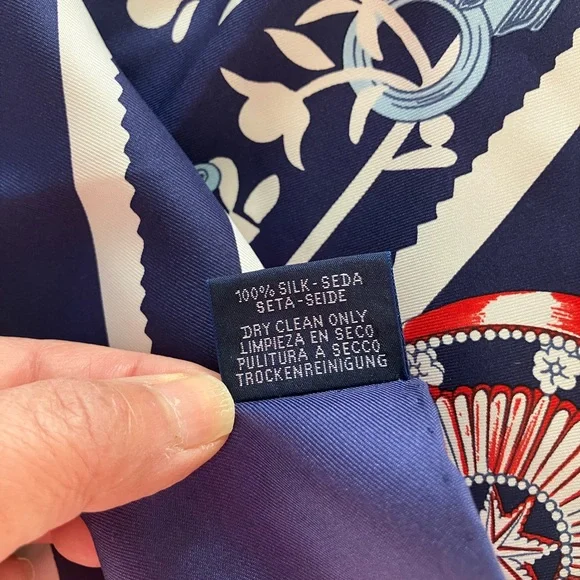 100% SILK-SEDA
SETA-SEIDE
DRY CLEAN ONLY
LIMPIEZA EN SECO
PULITURA A SECCO
TROCKENREINIGUNG